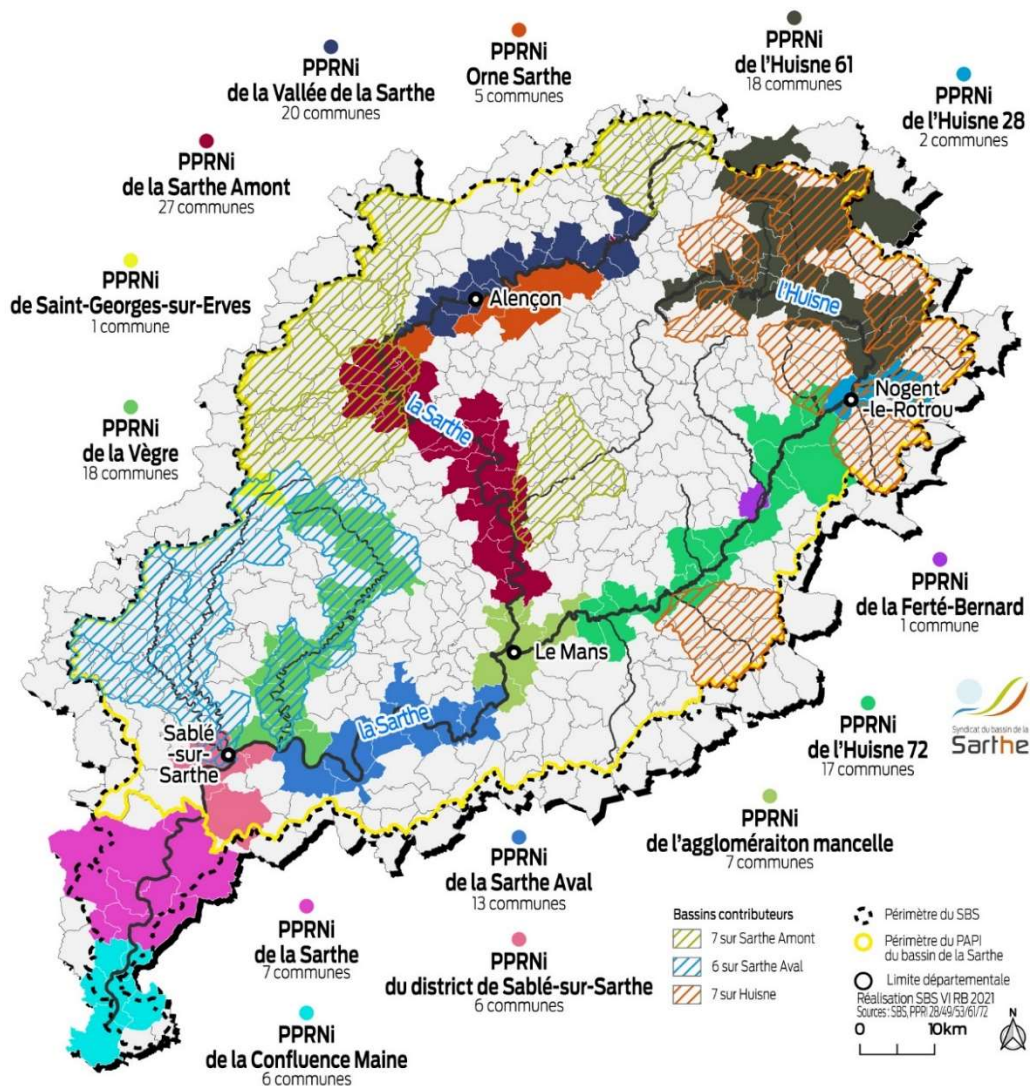 PPRNi
Orne Sarthe
5 communes
PPRNi
de l'Huisne 61
18 communes
PPRNi
de la Vallée de la Sarthe
20 communes
PPRNi
de l'Huisne 28
2 communes
PPRNi
de la Sarthe Amont
27 communes
PPRNi
de Saint-Georges-sur-Erves
1 commune
PPRNi
de la Vègre
18 communes
Alençon
l'Huisne
la Sarthe
Nogent
-le-Rotrou
PPRNi
de la Ferté-Bernard
1 commune
Le Mans
la Sarthe
Sablé
-sur-
Sarthe
PPRNi
de l'Huisne 72
17 communes
Syndicat du bassin de la
Sarthe
PPRNi
de l'aggloméraiton mancelle
7 communes
PPRNi
de la Sarthe Aval
13 communes
PPRNi
de la Sarthe
7 communes
PPRNi
du district de Sablé-sur-Sarthe
6 communes
PPRNi
de la Confluence Maine
6 communes
Bassins contributeurs
7 sur Sarthe Amont
6 sur Sarthe Aval
7 sur Huisne
Périmètre du SBS
Périmètre du PAPI
du bassin de la Sarthe
Limite départementale
Réalisation SBS VI RB 2021
Sources : SBS, PPRI 28/49/53/61/72
0 10km
N